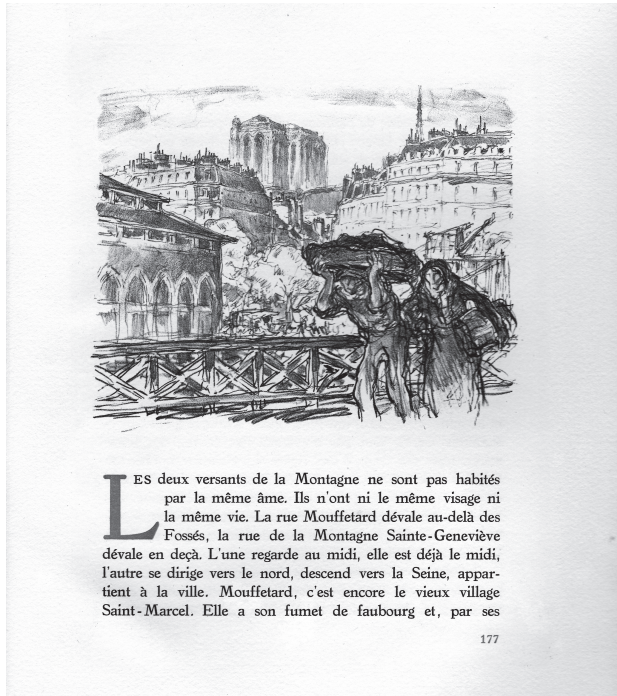 LES deux versants de la Montagne ne sont pas habités
par la même âme. Ils n'ont ni le même visage ni
la même vie. La rue Mouffetard dévale au-delà des
Fossés, la rue de la Montagne Sainte-Geneviève
dévale en deçà. L'une regarde au midi, elle est déjà le midi,
l'autre se dirige vers le nord, descend vers la Seine, appar-
tient à la ville. Mouffetard, c'est encore le vieux village
Saint-Marcel. Elle a son fumet de faubourg et, par ses
177